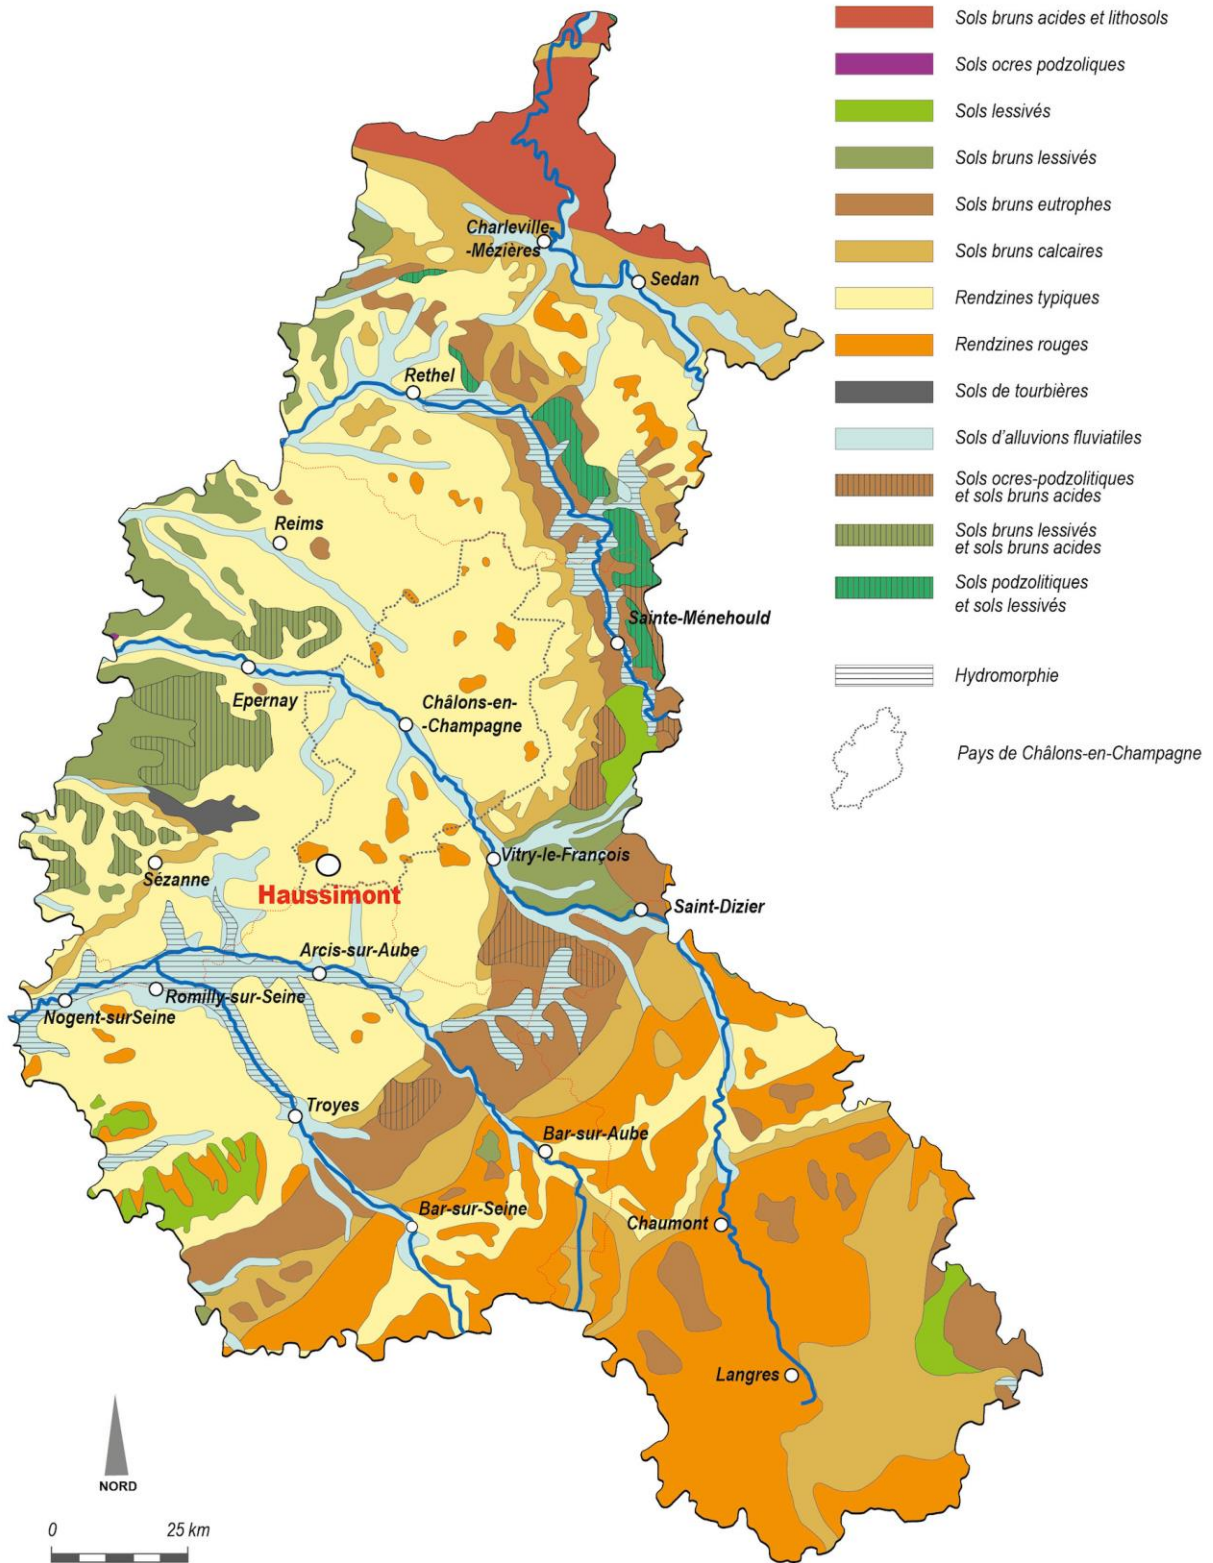 Sols bruns acides et lithosols
Sols ocres podzoliques
Sols lessivés
Sols bruns lessivés
Sols bruns eutrophes
Sols bruns calcaires
Rendzines typiques
Rendzines rouges
Sols de tourbières
Sols d'alluvions fluviatiles
Sols ocres-podzolitiques
et sols bruns acides
Sols bruns lessivés
et sols bruns acides
Sols podzolitiques
et sols lessivés
Hydromorphie
Pays de Châlons-en-Champagne
Charleville-
-Mézières
Sedan
Rethel
Reims
Sainte-Ménehould
Epernay
Châlons-en-
-Champagne
Vitry-le-François
Sézanne
Haussimont
Saint-Dizier
Arcis-sur-Aube
Romilly-sur-Seine
Nogent-surSeine
Troyes
Bar-sur-Aube
Bar-sur-Seine
Chaumont
Langres
NORD
0 25 km